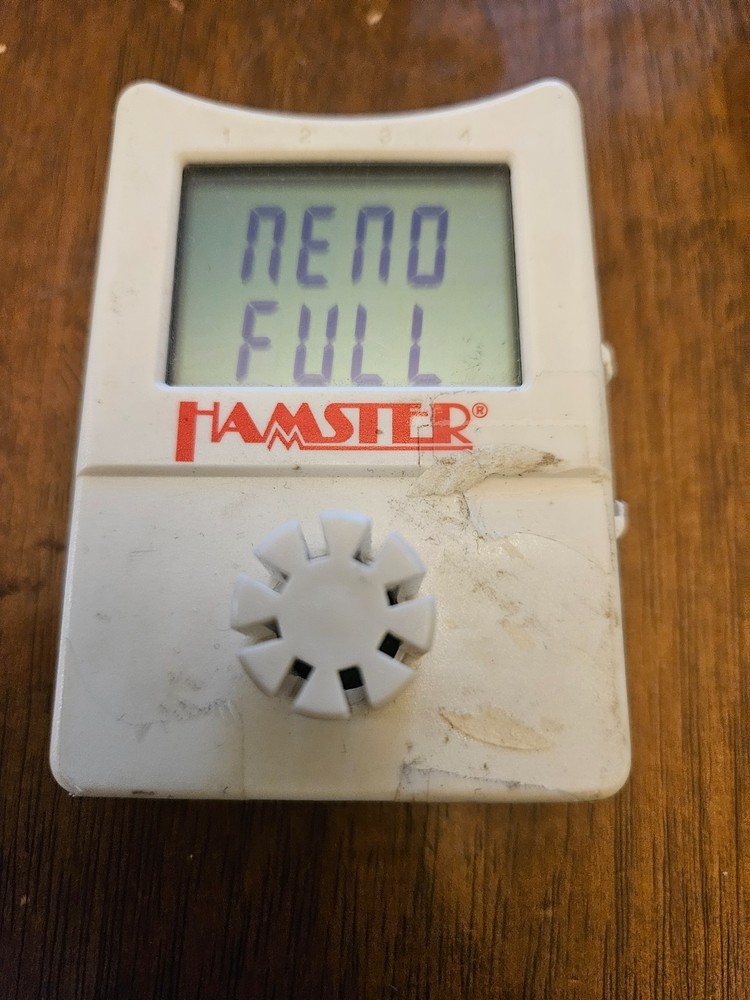 1 2 3 4
MEMO
FULL
HAMSTER®